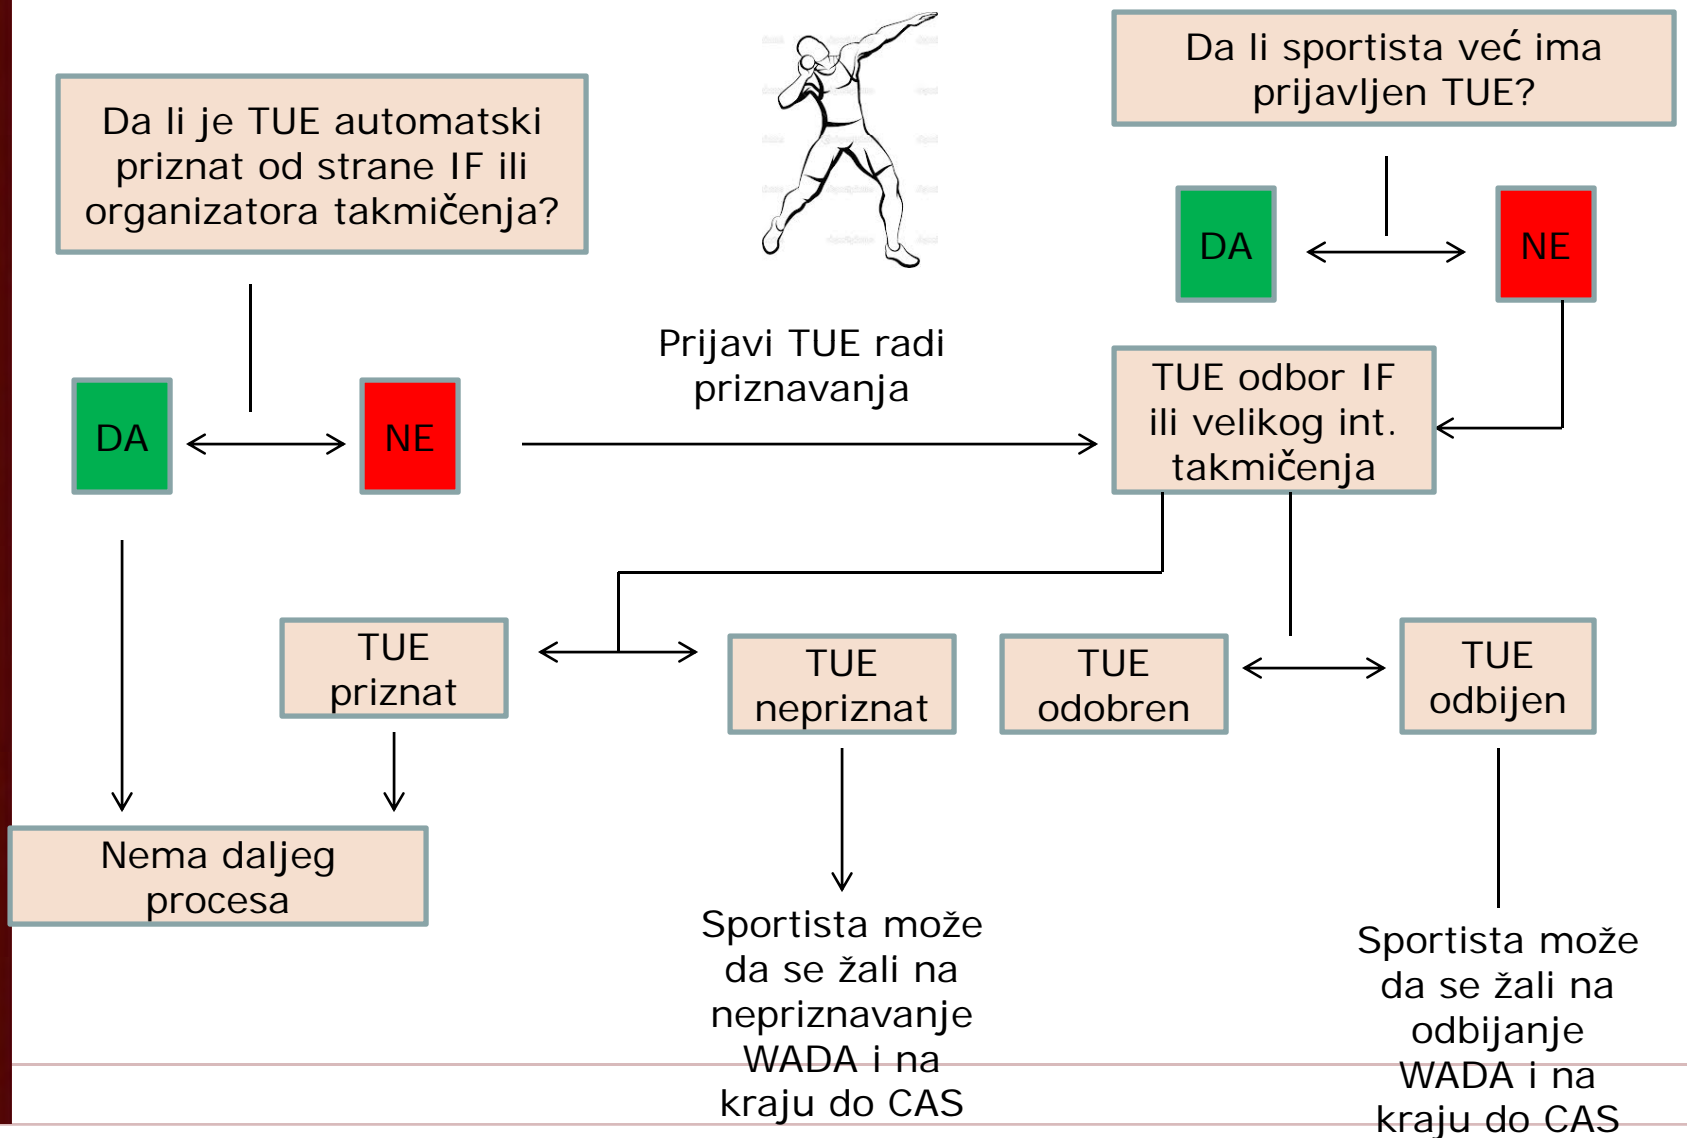 Da li sportista već ima
prijavljen TUE?
Da li je TUE automatski
priznat od strane IF ili
organizatora takmičenja?
DA
NE
Prijavi TUE radi
priznavanja
TUE odbor IF
ili velikog int.
takmičenja
DA
NE
TUE
priznat
TUE
nepriznat
TUE
odobren
TUE
odbijen
Nema daljeg
procesa
Sportista može
da se žali na
nepriznavanje
WADA i na
kraju do CAS
Sportista može
da se žali na
odbijanje
WADA i na
kraju do CAS